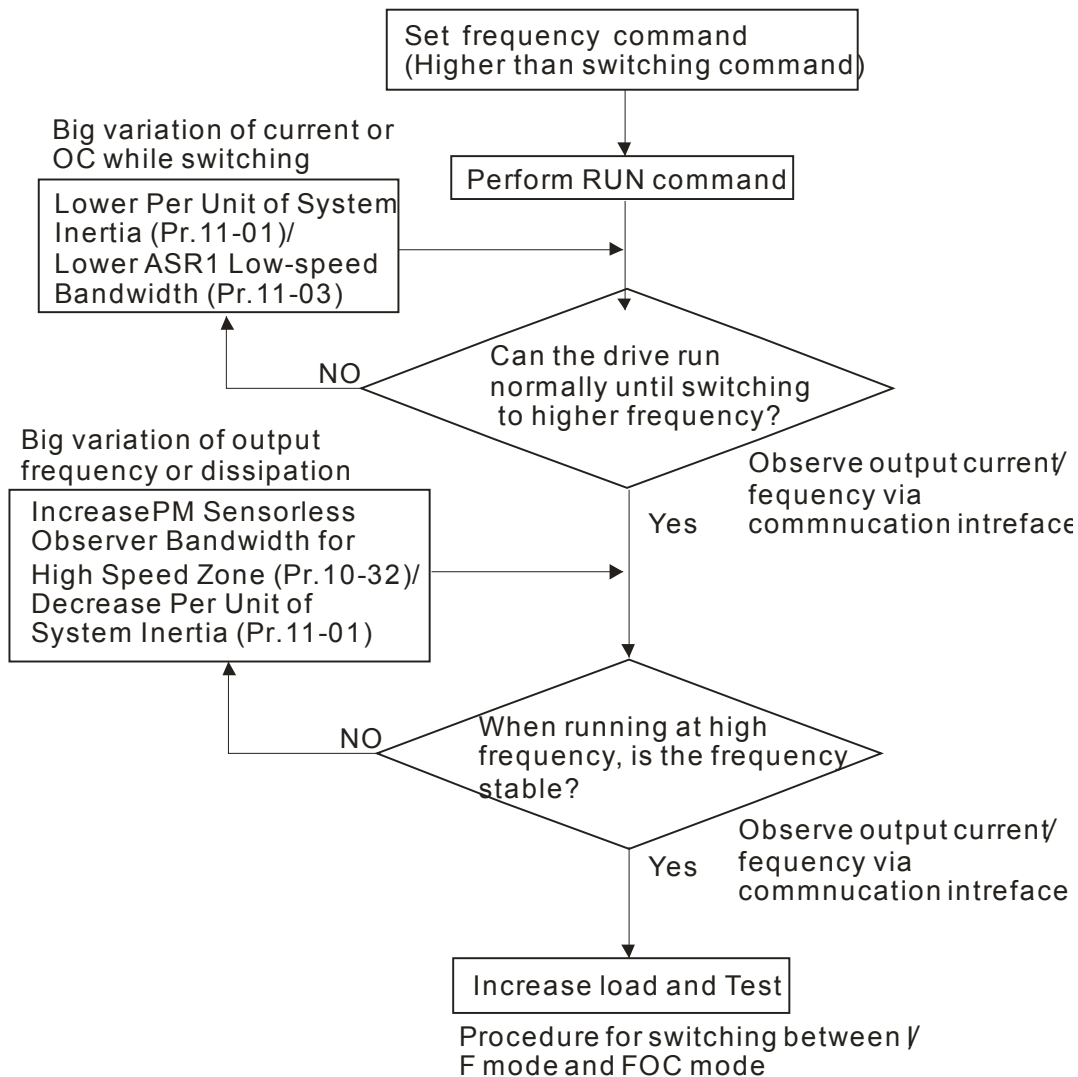 Set frequency command
(Higher than switching command)
Perform RUN command
Big variation of current or
OC while switching
Lower Per Unit of System
Inertia (Pr.11-01)/
Lower ASR1 Low-speed
Bandwidth (Pr.11-03)
Can the drive run
normally until switching
to higher frequency?
NO
Yes
Observe output current/
fequency via
commnucation intreface
Big variation of output
frequency or dissipation
IncreasePM Sensorless
Observer Bandwidth for
High Speed Zone (Pr.10-32)/
Decrease Per Unit of
System Inertia (Pr.11-01)
When running at high
frequency, is the frequency
stable?
NO
Yes
Observe output current/
fequency via
commnucation intreface
Increase load and Test
Procedure for switching between I/
F mode and FOC mode